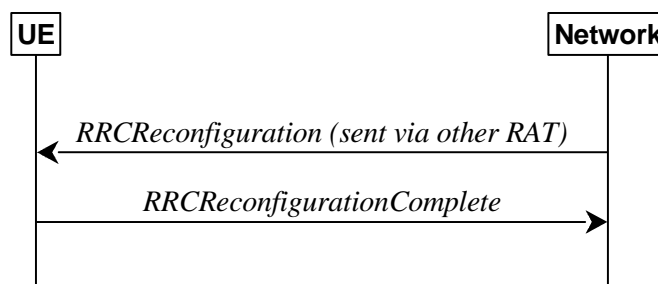 UE Network
RRCReconfiguration (sent via other RAT)
RRCReconfigurationComplete